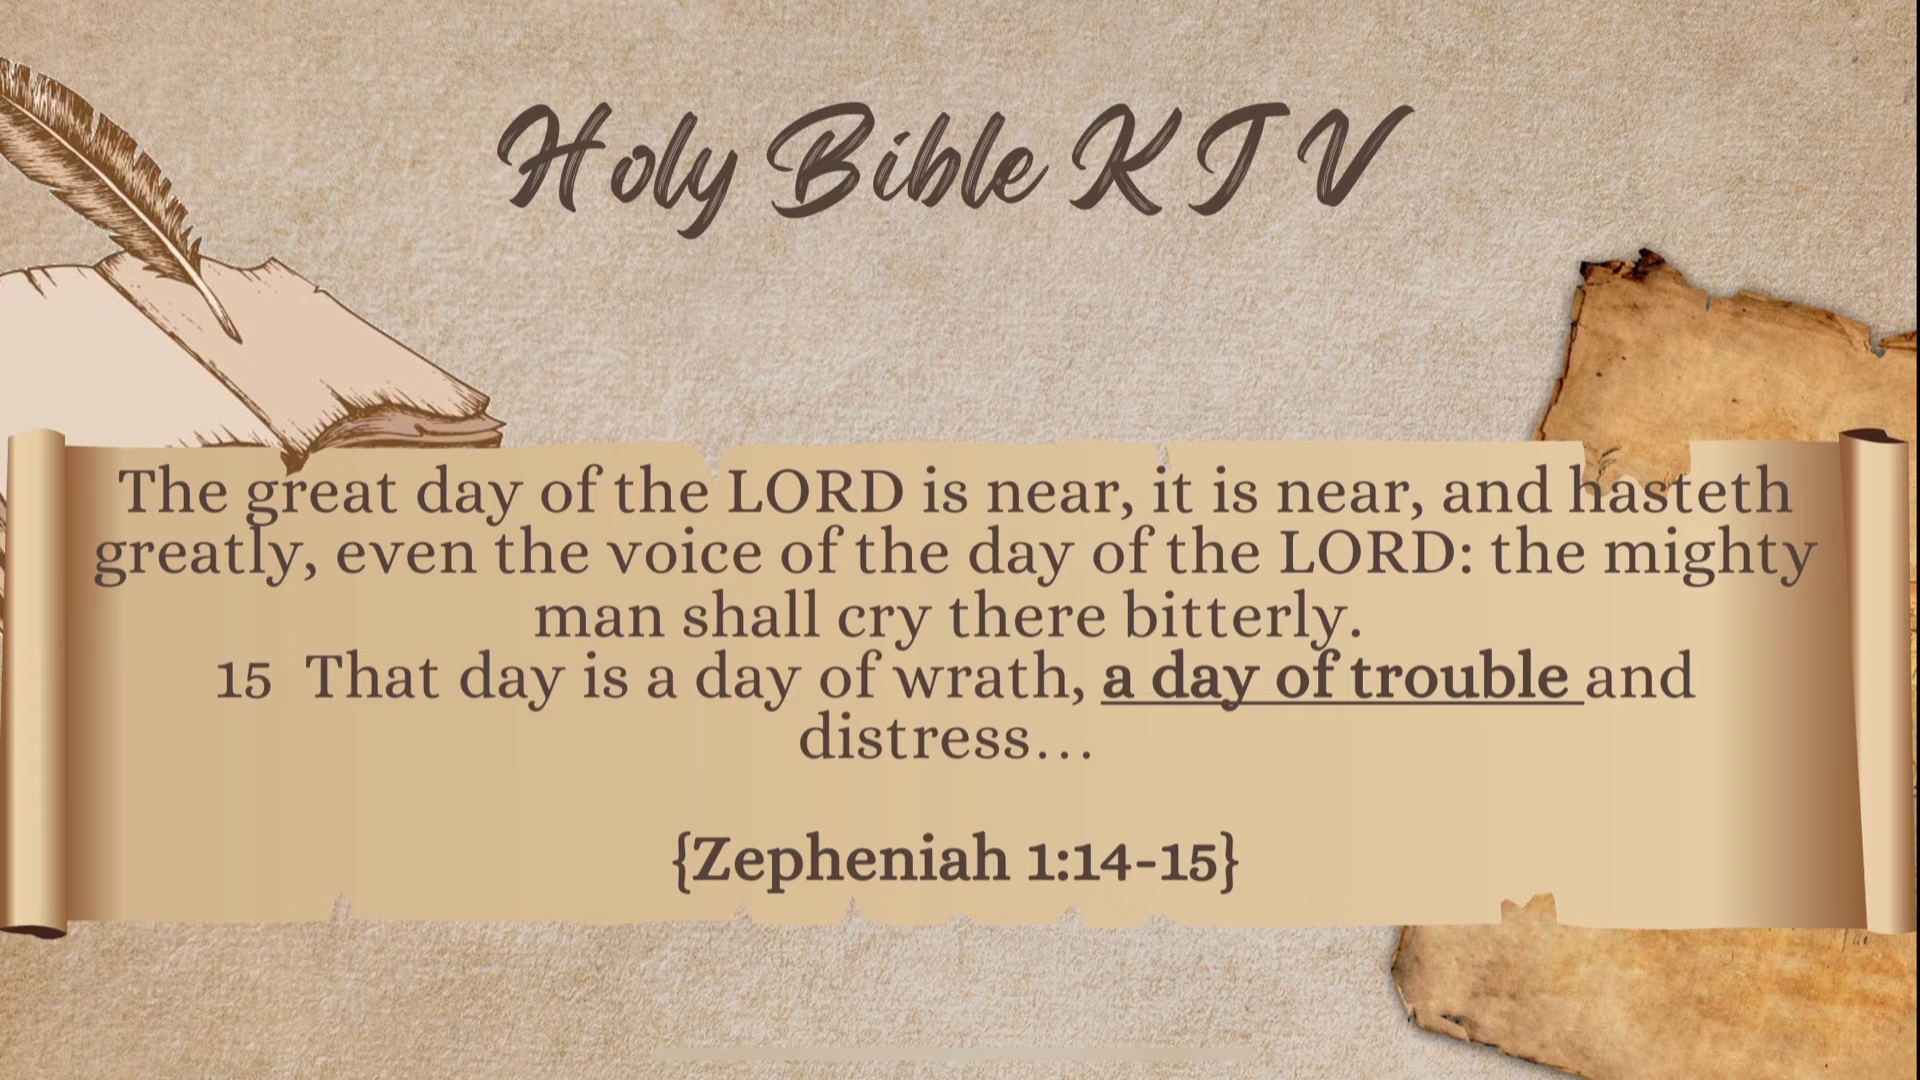 Holy Bible KJV
The great day of the LORD is near, it is near, and hasteth
greatly, even the voice of the day of the LORD: the mighty
man shall cry there bitterly.
15 That day is a day of wrath, a day of trouble and
distress...
{Zepheniah 1:14-15}